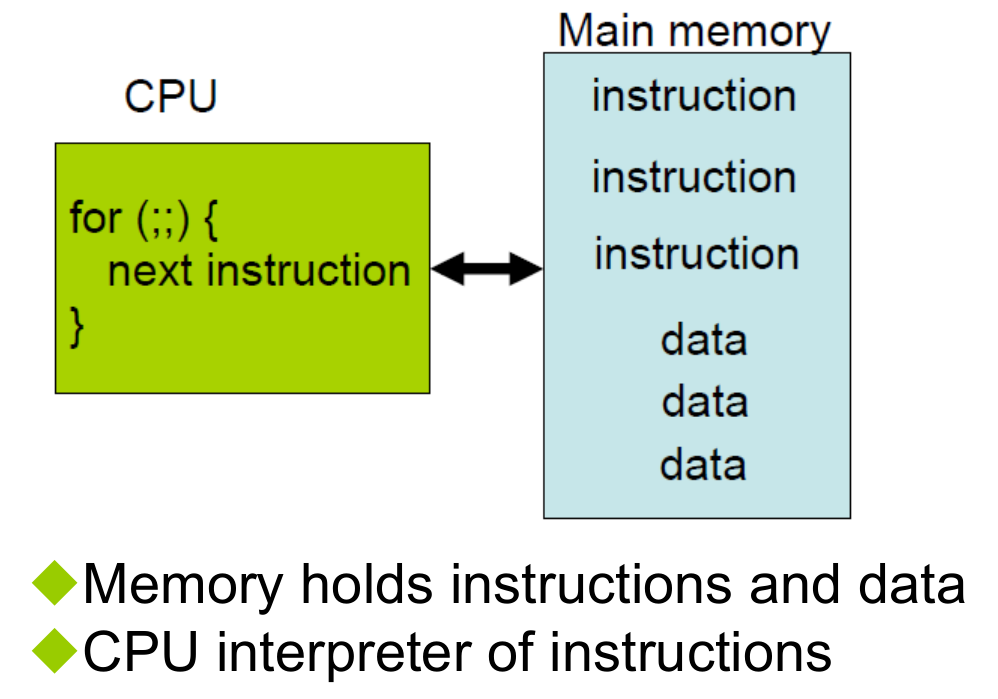 Main memory
CPU
instruction
instruction
instruction
data
data
data
for (;;) {
next instruction
}
Memory holds instructions and data
CPU interpreter of instructions